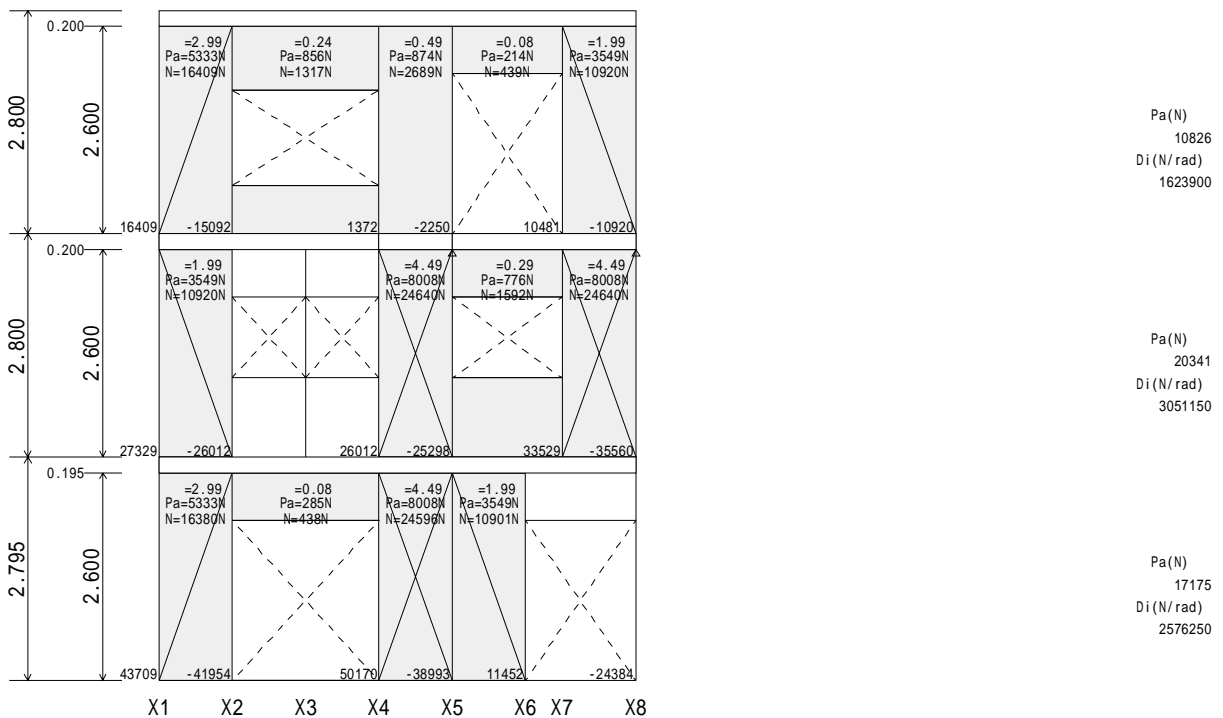 0.200
2.800
2.600
=2.99
Pa=5333N
N=16409N
=0.24
Pa=856N
N=1317N
=0.49
Pa=874N
N=2689N
=0.08
Pa=214N
N=439N
=1.99
Pa=3549N
N=10920N
16409 -15092 1372 -2250 10481 -10920
Pa(N)
10826
Di(N/rad)
1623900
0.200
2.800
2.600
=1.99
Pa=3549N
N=10920N
=4.49
Pa=8008N
N=24640N
=0.29
Pa=776N
N=1592N
=4.49
Pa=8008N
N=24640N
27329 -26012 26012 -25298 33529 -35560
Pa(N)
20341
Di(N/rad)
3051150
0.195
2.795
2.600
=2.99
Pa=5333N
N=16380N
=0.08
Pa=285N
N=438N
=4.49
Pa=8008N
N=24596N
=1.99
Pa=3549N
N=10901N
43709 -41954 50170 -38993 11452 -24384
Pa(N)
17175
Di(N/rad)
2576250
X1 X2 X3 X4 X5 X6 X7 X8